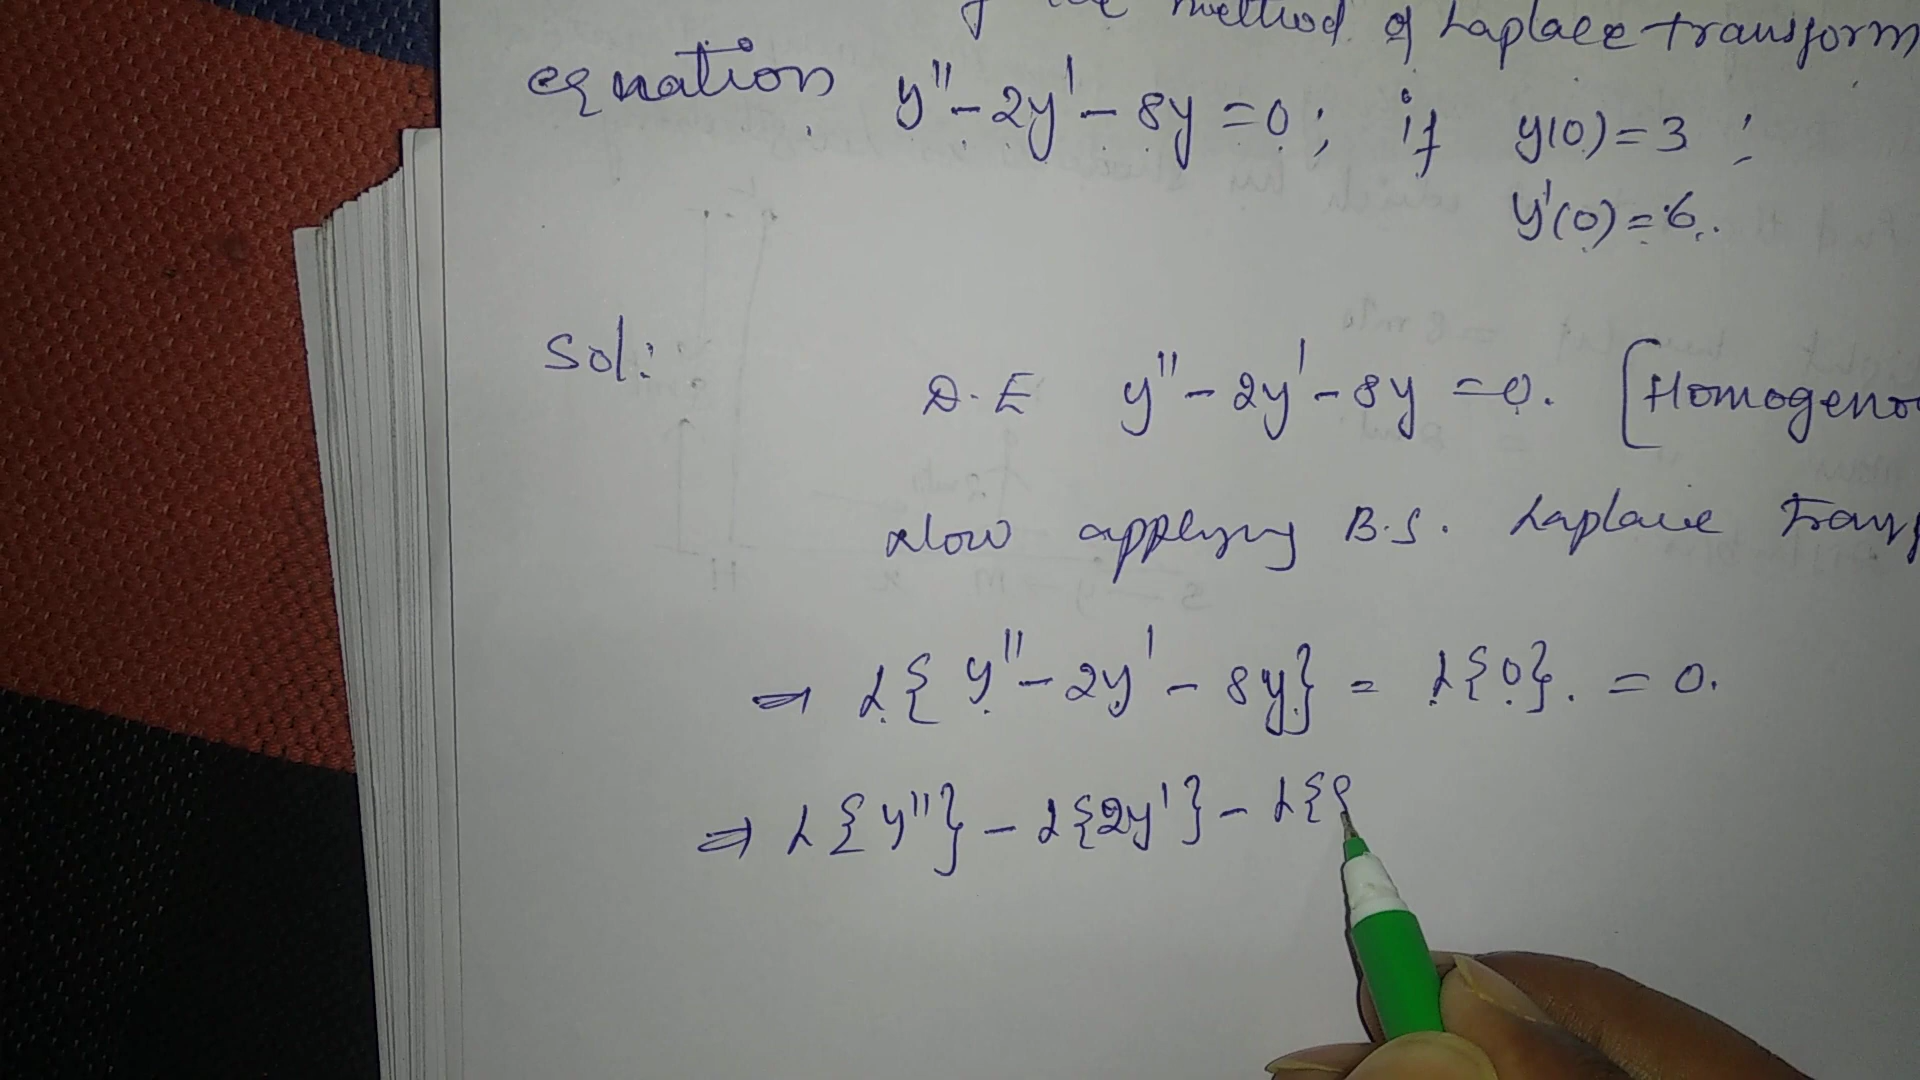 method of Laplace transform
equation y'' - 2y' - 8y = 0 ; if y(0) = 3 ;
y'(0) = 6.
Sol:
D.E y'' - 2y' - 8y = 0. [Homogeno
Now applying B.S. Laplace Trans
⇒ L{ y'' - 2y' - 8y} = L{0}. = 0.
⇒ L{y''} - L{2y'} - L{